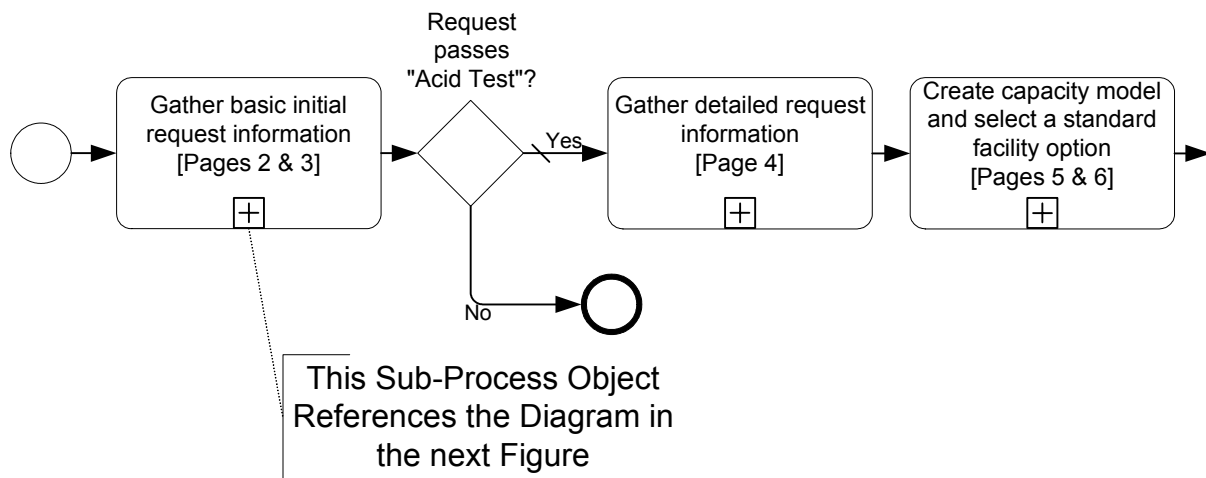 Request
passes
"Acid Test"?
Gather basic initial
request information
[Pages 2 & 3]
Yes
Gather detailed request
information
[Page 4]
Create capacity model
and select a standard
facility option
[Pages 5 & 6]
No
This Sub-Process Object
References the Diagram in
the next Figure